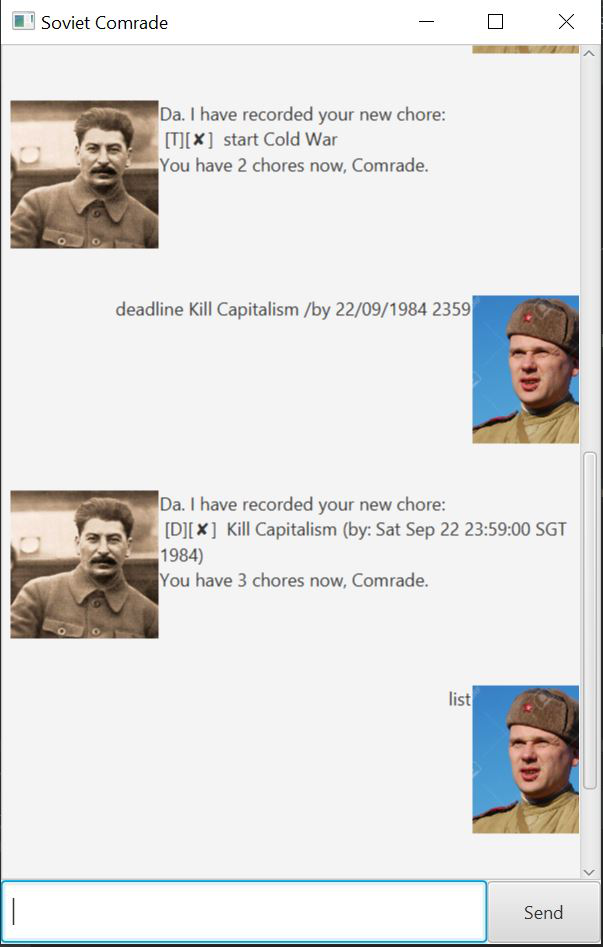 Soviet Comrade
Da. I have recorded your new chore:
[T][✘] start Cold War
You have 2 chores now, Comrade.
deadline Kill Capitalism /by 22/09/1984 2359
Da. I have recorded your new chore:
[D][✘] Kill Capitalism (by: Sat Sep 22 23:59:00 SGT
1984)
You have 3 chores now, Comrade.
list
Send